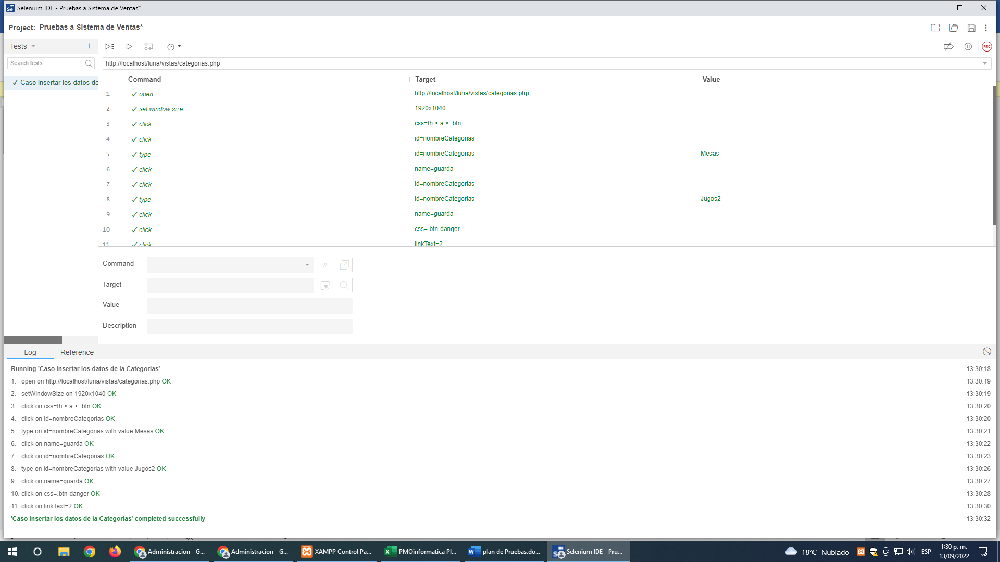 Selenium IDE - Pruebas a Sistema de Ventas*
Project: Pruebas a Sistema de Ventas*
Tests
Search tests...
REC
http://localhost/luna/vistas/categorias.php
✓ Caso insertar los datos de
Command Target Value
1 ✓ open http://localhost/luna/vistas/categorias.php
2 ✓ set window size 1920x1040
3 ✓ click css=th > a > .btn
4 ✓ click id=nombreCategorias
5 ✓ type id=nombreCategorias Mesas
6 ✓ click name=guarda
7 ✓ click id=nombreCategorias
8 ✓ type id=nombreCategorias Jugos2
9 ✓ click name=guarda
10 ✓ click css=.btn-danger
11 ✓ click linkText=2
Command
//
Target
Value
Description
Log Reference
Running 'Caso insertar los datos de la Categorias' 13:30:18
1. open on http://localhost/luna/vistas/categorias.php OK 13:30:19
2. setWindowSize on 1920x1040 OK 13:30:19
3. click on css=th > a > .btn OK 13:30:20
4. click on id=nombreCategorias OK 13:30:20
5. type on id=nombreCategorias with value Mesas OK 13:30:21
6. click on name=guarda OK 13:30:22
7. click on id=nombreCategorias OK 13:30:23
8. type on id=nombreCategorias with value Jugos2 OK 13:30:26
9. click on name=guarda OK 13:30:27
10. click on css=.btn-danger OK 13:30:28
11. click on linkText=2 OK 13:30:30
'Caso insertar los datos de la Categorias' completed successfully 13:30:32
Administracion - G...
Administracion - G...
XAMPP Control Pa...
PMOinformatica Pl...
plan de Pruebas.do...
Selenium IDE - Pru...
18°C Nublado
ESP
1:30 p. m.
13/09/2022